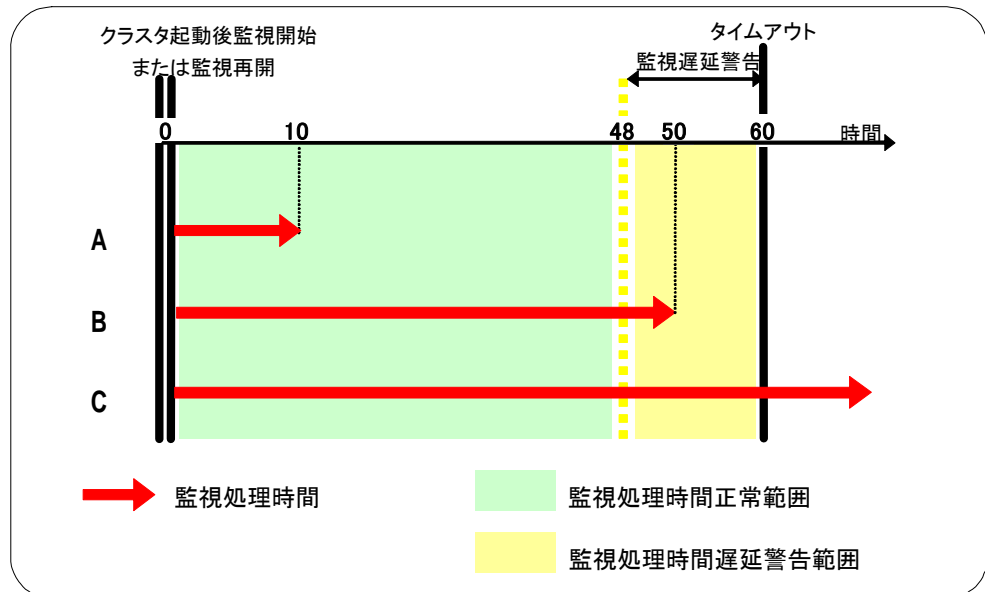 クラスタ起動後監視開始
または監視再開
タイムアウト
監視遅延警告
0 10 48 50 60 時間
A
B
C
監視処理時間
監視処理時間正常範囲
監視処理時間遅延警告範囲